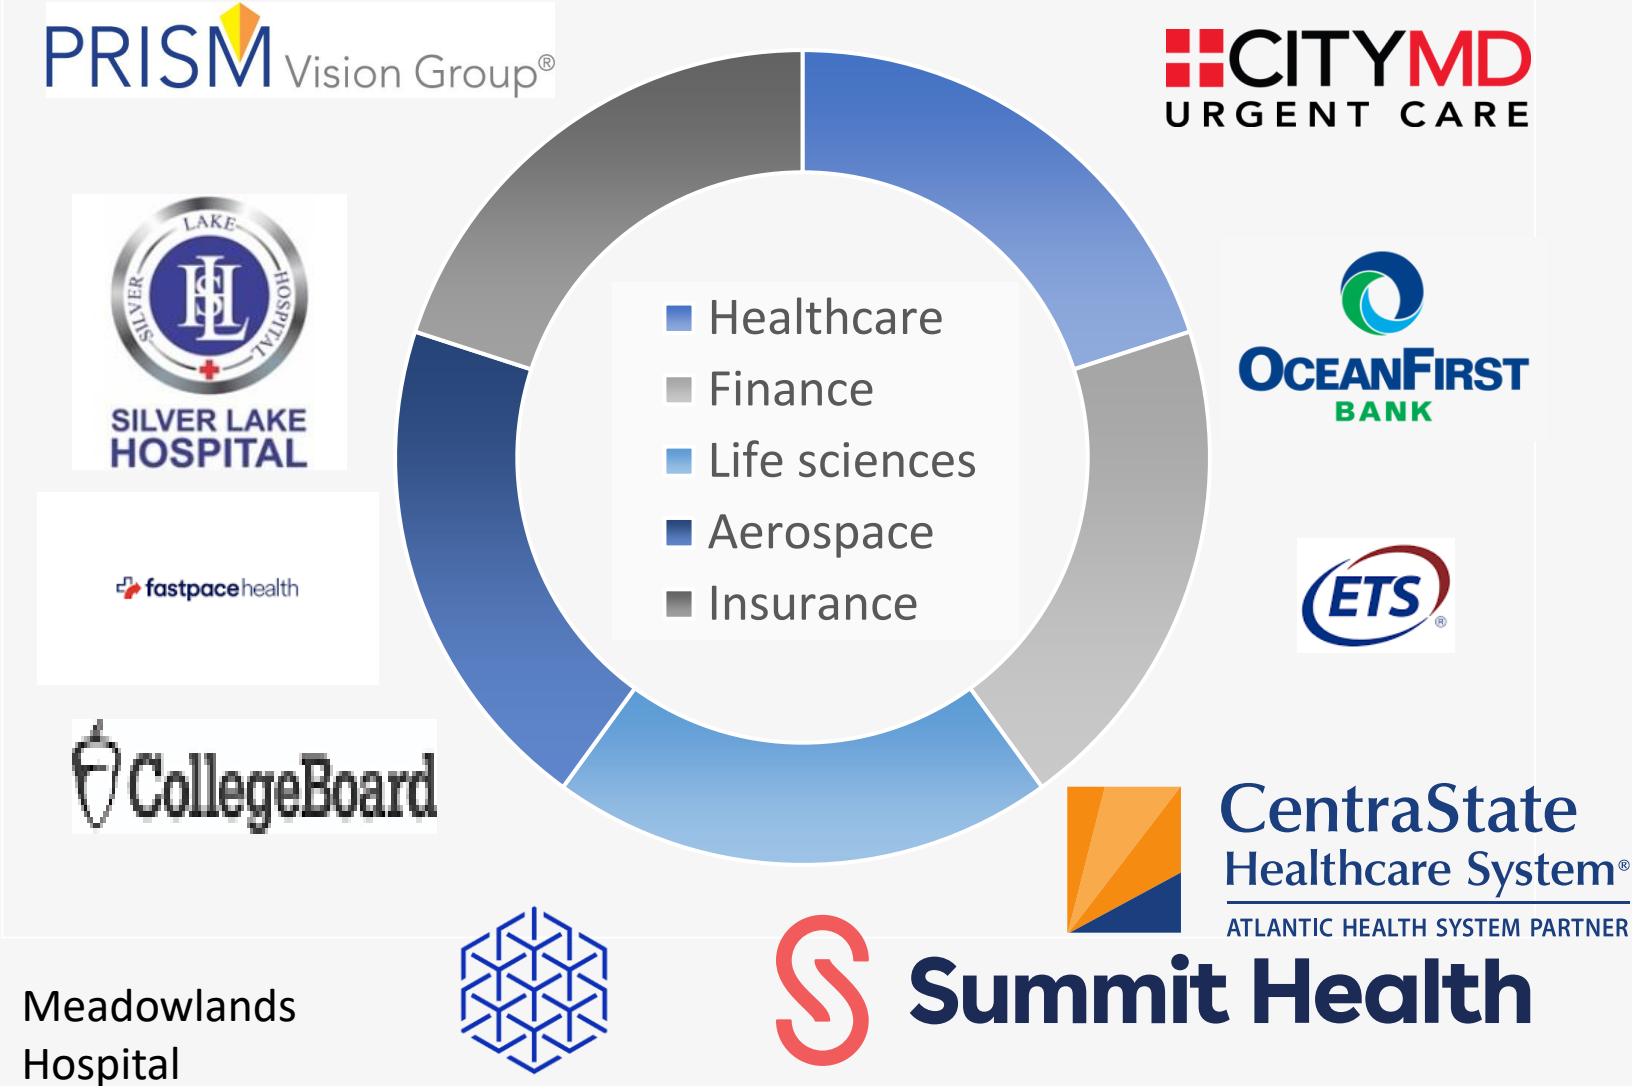 PRISM Vision Group®
CITYMD
URGENT CARE
SILVER LAKE HOSPITAL
HSL
SILVER LAKE
HOSPITAL
OCEANFIRST
BANK
Healthcare
Finance
Life sciences
Aerospace
Insurance
fastpacehealth
ETS®
CollegeBoard
CentraState
Healthcare System®
ATLANTIC HEALTH SYSTEM PARTNER
Summit Health
Meadowlands
Hospital